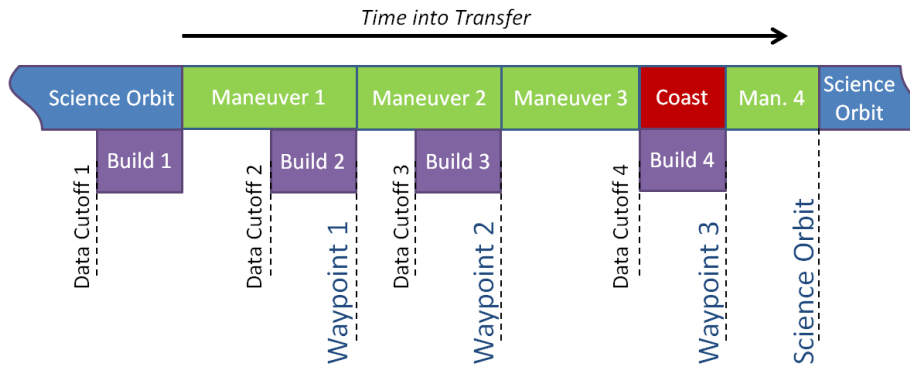 Time into Transfer
Science Orbit
Maneuver 1
Maneuver 2
Maneuver 3
Coast
Man. 4
Science
Orbit
Build 1
Build 2
Build 3
Build 4
Data Cutoff 1
Data Cutoff 2
Waypoint 1
Data Cutoff 3
Waypoint 2
Data Cutoff 4
Waypoint 3
Science Orbit